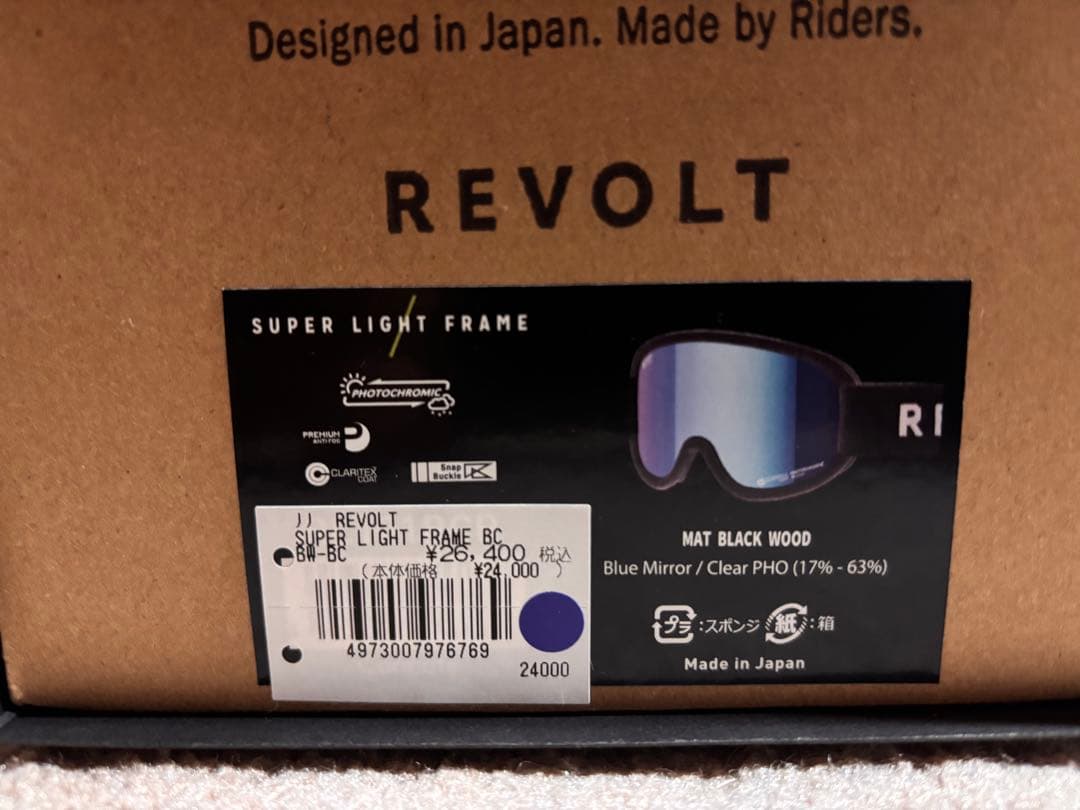 Designed in Japan. Made by Riders.
REVOLT
SUPER LIGHT FRAME
PHOTOCHROMIC
PREMIUM
ANTI FOG
CLARITEX
COAT
Snap
Buckle
REVOLT
SUPER LIGHT FRAME BC
BW-BC ¥26,400 税込
(本体価格 ¥24,000 )
4973007976769
24000
MAT BLACK WOOD
Blue Mirror / Clear PHO (17% - 63%)
プラ:スポンジ 紙:箱
Made in Japan